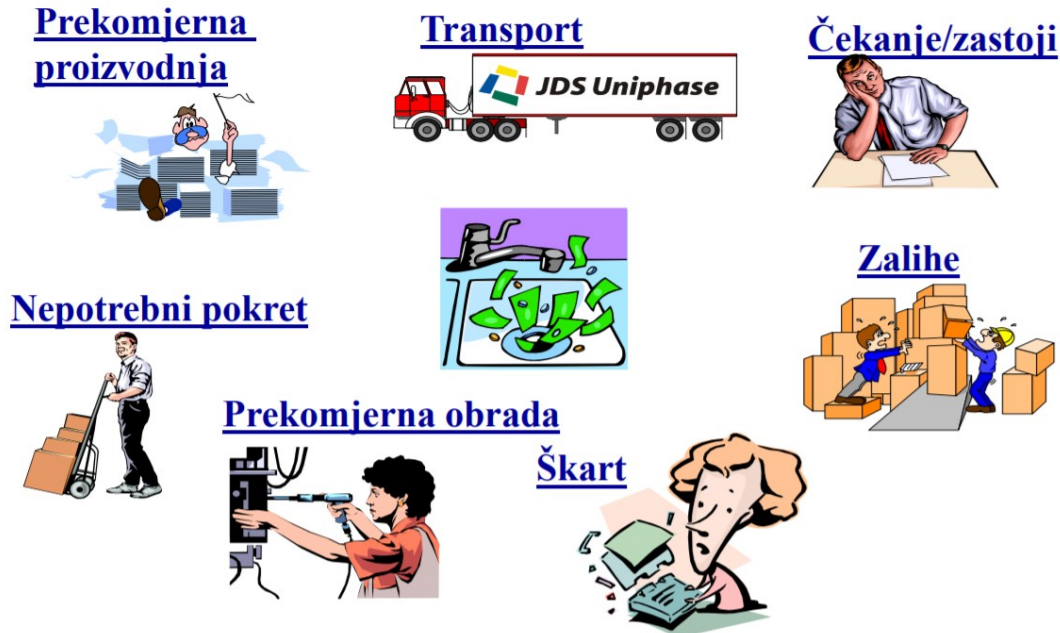 Prekomjerna
proizvodnja
Transport
JDS Uniphase
Čekanje/zastoji
Zalihe
Nepotrebni pokret
Prekomjerna obrada
Škart